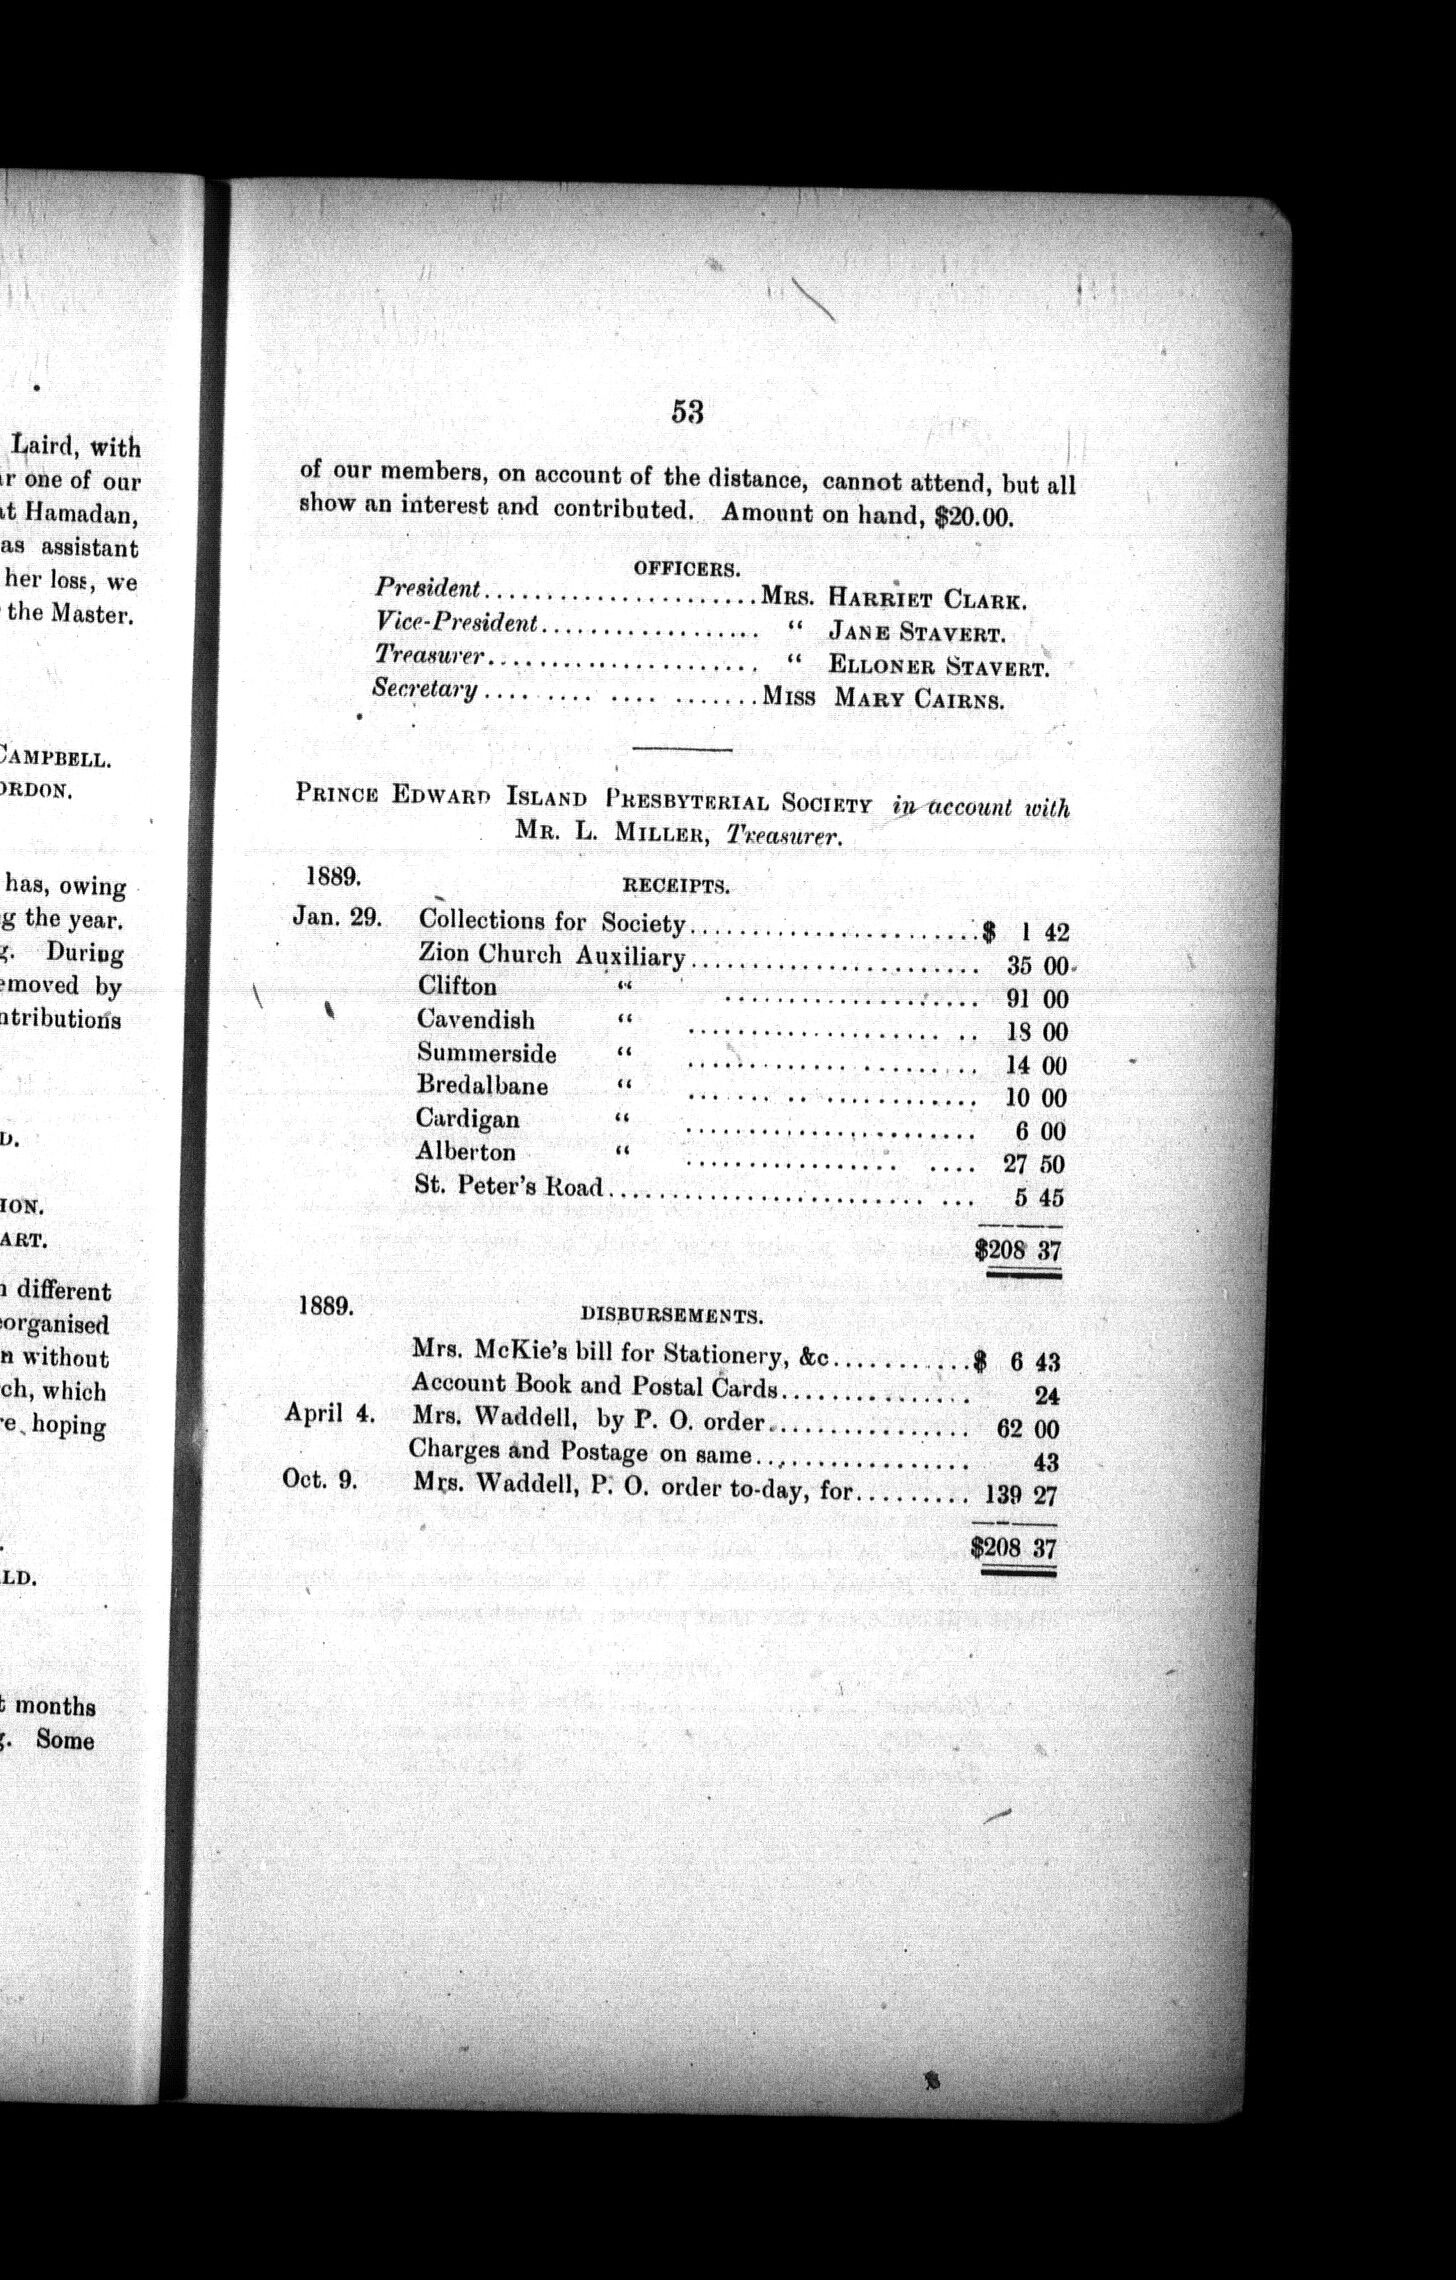 Laird, with
one of our
Hamadan,
as assistant
her loss, we
the Master.
CAMPBELL.
has, owing
the year.
During
by
different
without
which
hoping
months
Some
53
of our members, on account of the distance, cannot attend, but all
show an interest and contributed. Amount on hand, $20.00.
OFFICERS.
President......................MRS. HARRIET CLARK.
Vice-President.................. “ JANE STAVERT.
Treasurer...................... “ ELLONER STAVERT.
Secretary .... .... .... .......MISS MARY CAIRNS.
PRINCE EDWARD ISLAND PRESBYTERIAL SOCIETY in account with
MR. L. MILLER, Treasurer.
1889. RECEIPTS.
Jan. 29. Collections for Society........................$ 1 42
Zion Church Auxiliary........................ 35 00
Clifton “ ..................... 91 00
Cavendish “ ..................... .. 18 00
Summerside “ ........................ 14 00
Bredalbane “ ... ... .. ............. 10 00
Cardigan “ ........................ 6 00
Alberton “ .................. .... 27 50
St. Peter's Road.......................... ... 5 45
$208 37
1889. DISBURSEMENTS.
Mrs. McKie's bill for Stationery, &c...........$ 6 43
Account Book and Postal Cards................ 24
April 4. Mrs. Waddell, by P. O. order................. 62 00
Charges and Postage on same.................. 43
Oct. 9. Mrs. Waddell, P. O. order to-day, for......... 139 27
$208 37